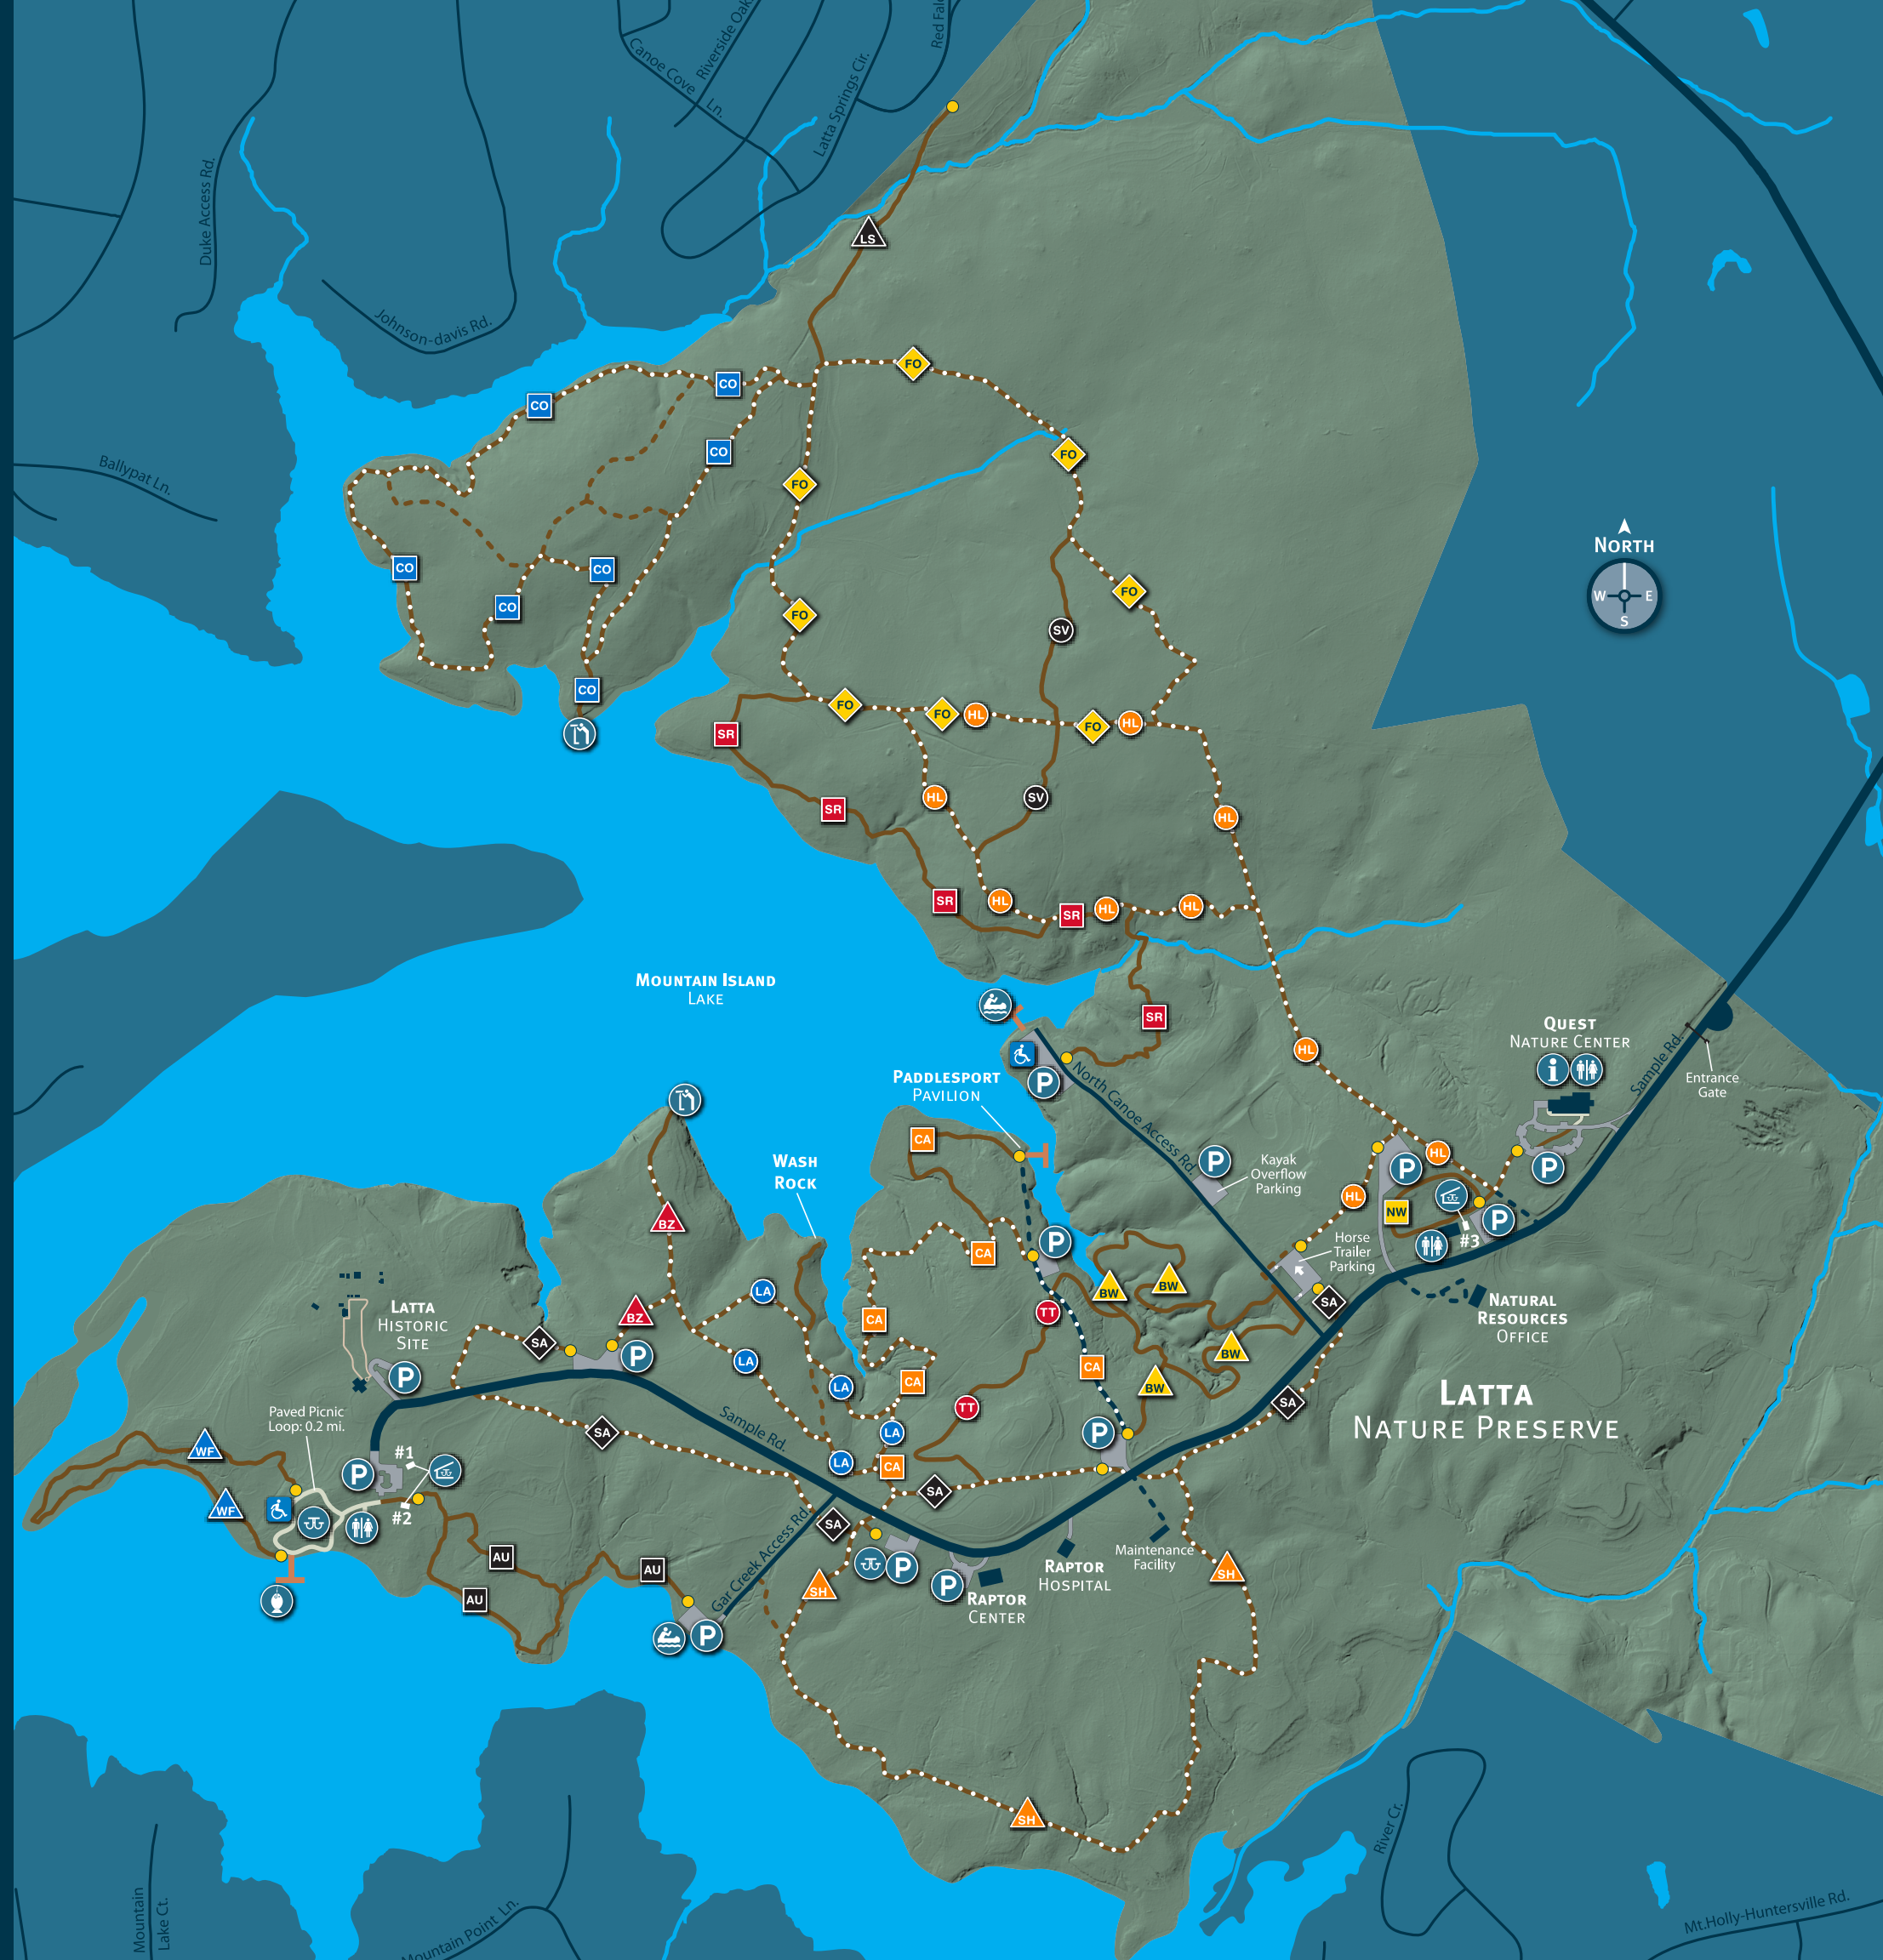 Riverside Oak
Red Fal
Canoe Cove Ln.
Latta Springs Cir.
Duke Access Rd.
LS
Johnson-davis Rd.
FO
CO
CO
CO
FO
Ballypat Ln.
FO
NORTH
CO
CO
FO
W E
S
CO
FO
SV
CO
FO
FO
HL
FO
HL
SR
HL
SV
SR
HL
SR
HL
SR
HL
HL
MOUNTAIN ISLAND
LAKE
SR
QUEST
NATURE CENTER
i
HL
Sample Rd.
Entrance
Gate
P
PADDLESPORT
PAVILION
North Canoe Access Rd.
CA
WASH
ROCK
P
Kayak
Overflow
Parking
HL
P
P
BZ
HL
NW
P
#3
P
CA
Horse
Trailer
Parking
BW
BW
LA
TT
SA
NATURAL
RESOURCES
OFFICE
LATTA
HISTORIC
SITE
BZ
CA
SA
P
LA
BW
P
CA
LA
CA
BW
LATTA
NATURE PRESERVE
SA
TT
Paved Picnic
Loop: 0.2 mi.
Sample Rd.
SA
LA
P
WF
#1
LA
CA
P
SA
WF
#2
SA
Gar Creek Access Rd.
AU
Maintenance
Facility
RAPTOR
HOSPITAL
P
AU
SH
P
SH
AU
RAPTOR
CENTER
P
SH
River Cr.
Mountain
Lake Ct.
Mountain Point Ln.
Mt.Holly-Huntersville Rd.